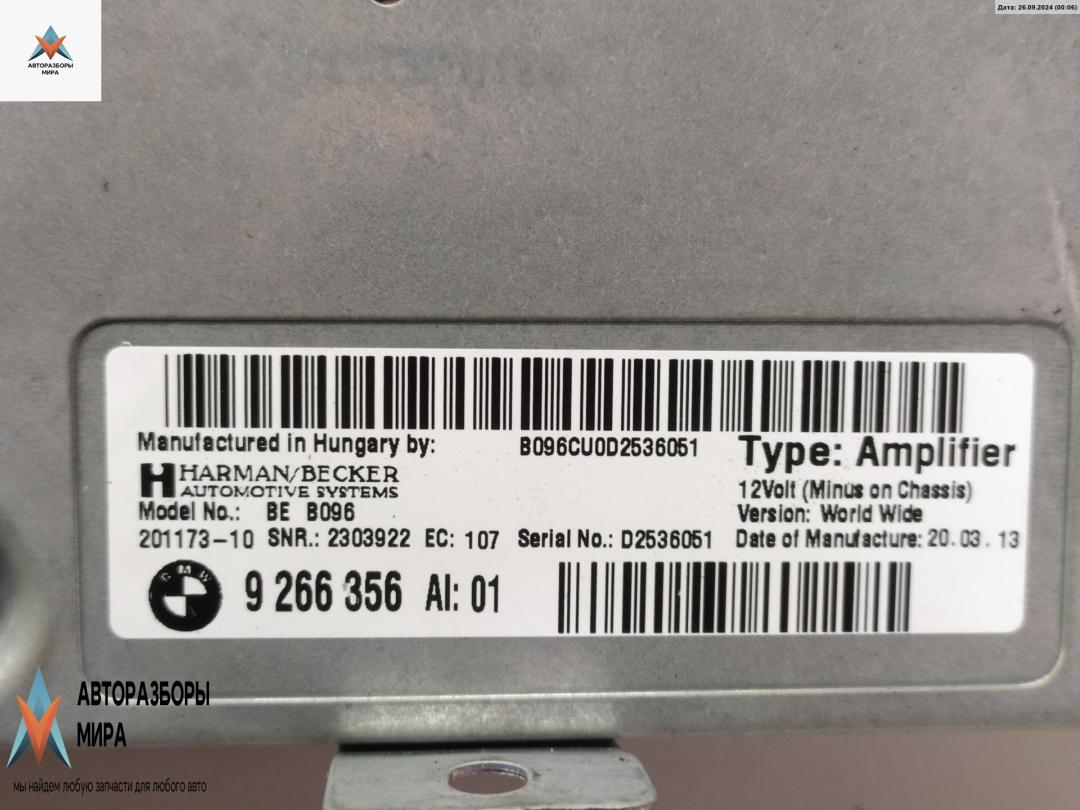 Дата: 26.09.2024 (00:06)
АВТОРАЗБОРЫ
МИРА
Manufactured in Hungary by:
B096CU0D2536051
Type: Amplifier
HARMAN/BECKER
AUTOMOTIVE SYSTEMS
12Volt (Minus on Chassis)
Model No.: BE B096
Version: World Wide
201173-10 SNR.: 2303922 EC: 107 Serial No.: D2536051 Date of Manufacture: 20.03.13
BMW
9 266 356 AI: 01
АВТОРАЗБОРЫ
МИРА
мы найдем любую запчасти для любого авто